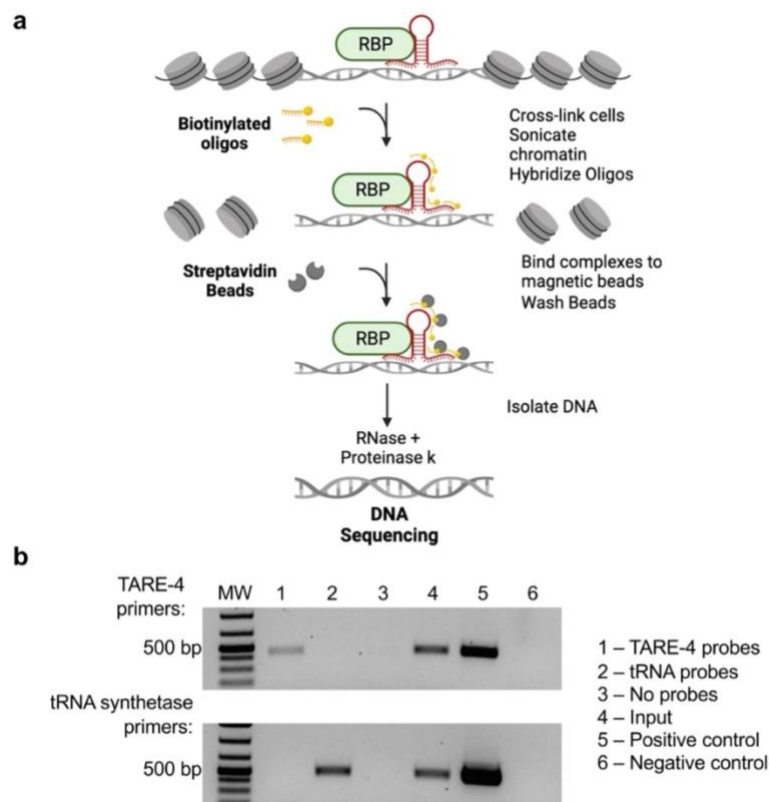 a
RBP
Biotinylated
oligos
Cross-link cells
Sonicate
chromatin
Hybridize Oligos
RBP
Streptavidin
Beads
Bind complexes to
magnetic beads
Wash Beads
RBP
Isolate DNA
RNase +
Proteinase k
DNA
Sequencing
b
TARE-4
primers:
MW 1 2 3 4 5 6
500 bp
tRNA synthetase
primers:
500 bp
1 – TARE-4 probes
2 – tRNA probes
3 – No probes
4 – Input
5 – Positive control
6 – Negative control